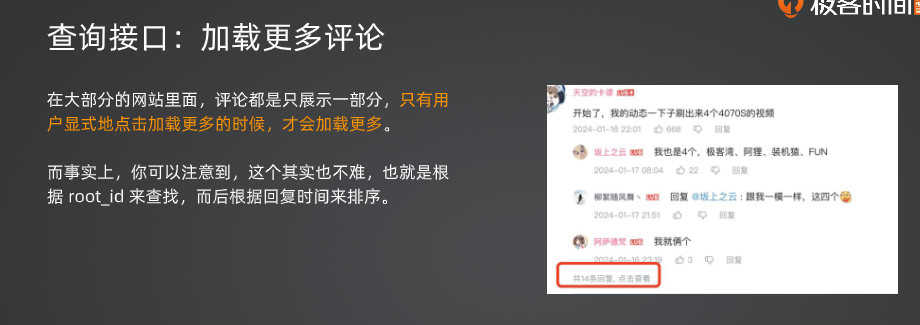 极客时间
查询接口：加载更多评论
在大部分的网站里面，评论都是只展示一部分，只有用
户显式地点击加载更多的时候，才会加载更多。
而事实上，你可以注意到，这个其实也不难，也就是根
据 root_id 来查找，而后根据回复时间来排序。
天空的卡谬
开始了，我的动态一下子刷出来4个4070S的视频
2024-01-16 22:01 668 回复
坂上之云 我也是4个，极客湾、阿狸、装机猿、FUN
2024-01-17 08:04 22 回复
柳絮随风舞丶 回复 @坂上之云：跟我一模一样，这四个
2024-01-17 21:51 回复
阿萨德梵 我就俩个
2024-01-16 23:19 3 回复
共14条回复, 点击查看